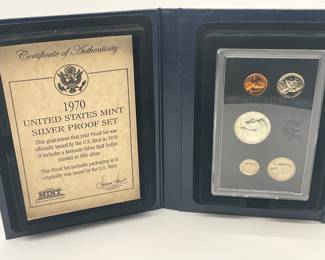 Certificate of Authenticity
1970
UNITED STATES MINT
SILVER PROOF SET
This guarantees that your Proof Set was
officially issued by the U.S. Mint in 1970
It includes a Kennedy Silver Half Dollar
minted in 40% silver
This Proof Set includes packaging as it
originally was issued by the U.S. Mint.
MINT